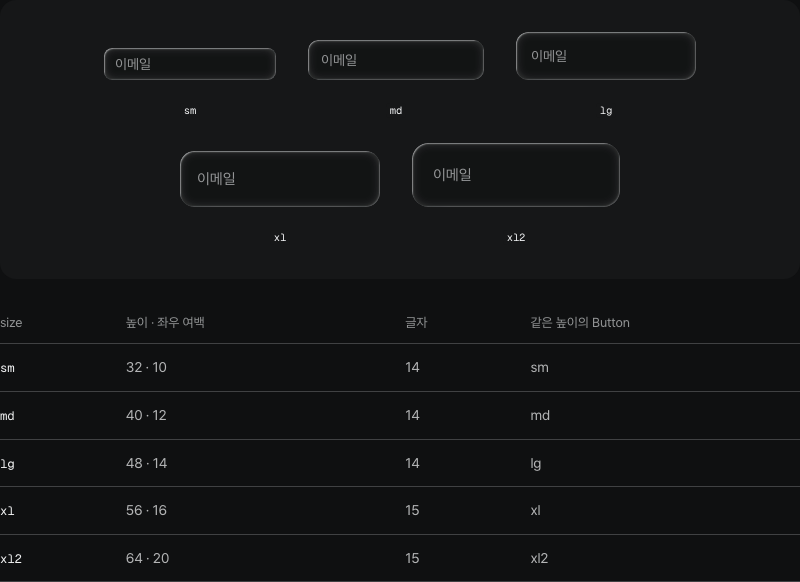 이메일 이메일 이메일
sm md lg
이메일 이메일
xl xl2
size 높이 · 좌우 여백 글자 같은 높이의 Button
sm 32 · 10 14 sm
md 40 · 12 14 md
lg 48 · 14 14 lg
xl 56 · 16 15 xl
xl2 64 · 20 15 xl2